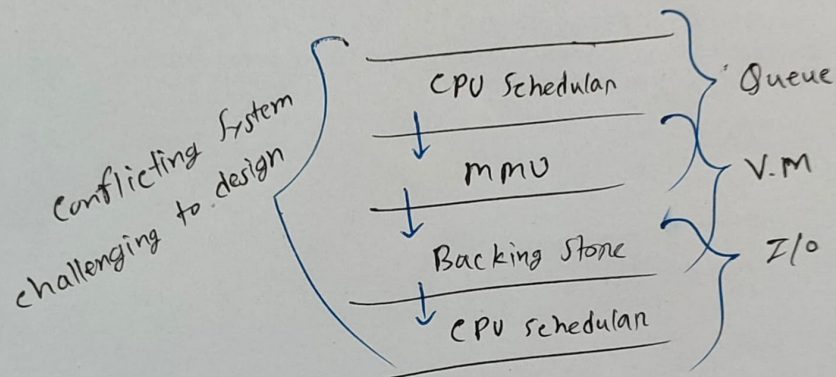 Conflicting System
challenging to design
CPU Schedulan
MMU
Backing Stone
CPU schedulan
Queue
V.M
I/O